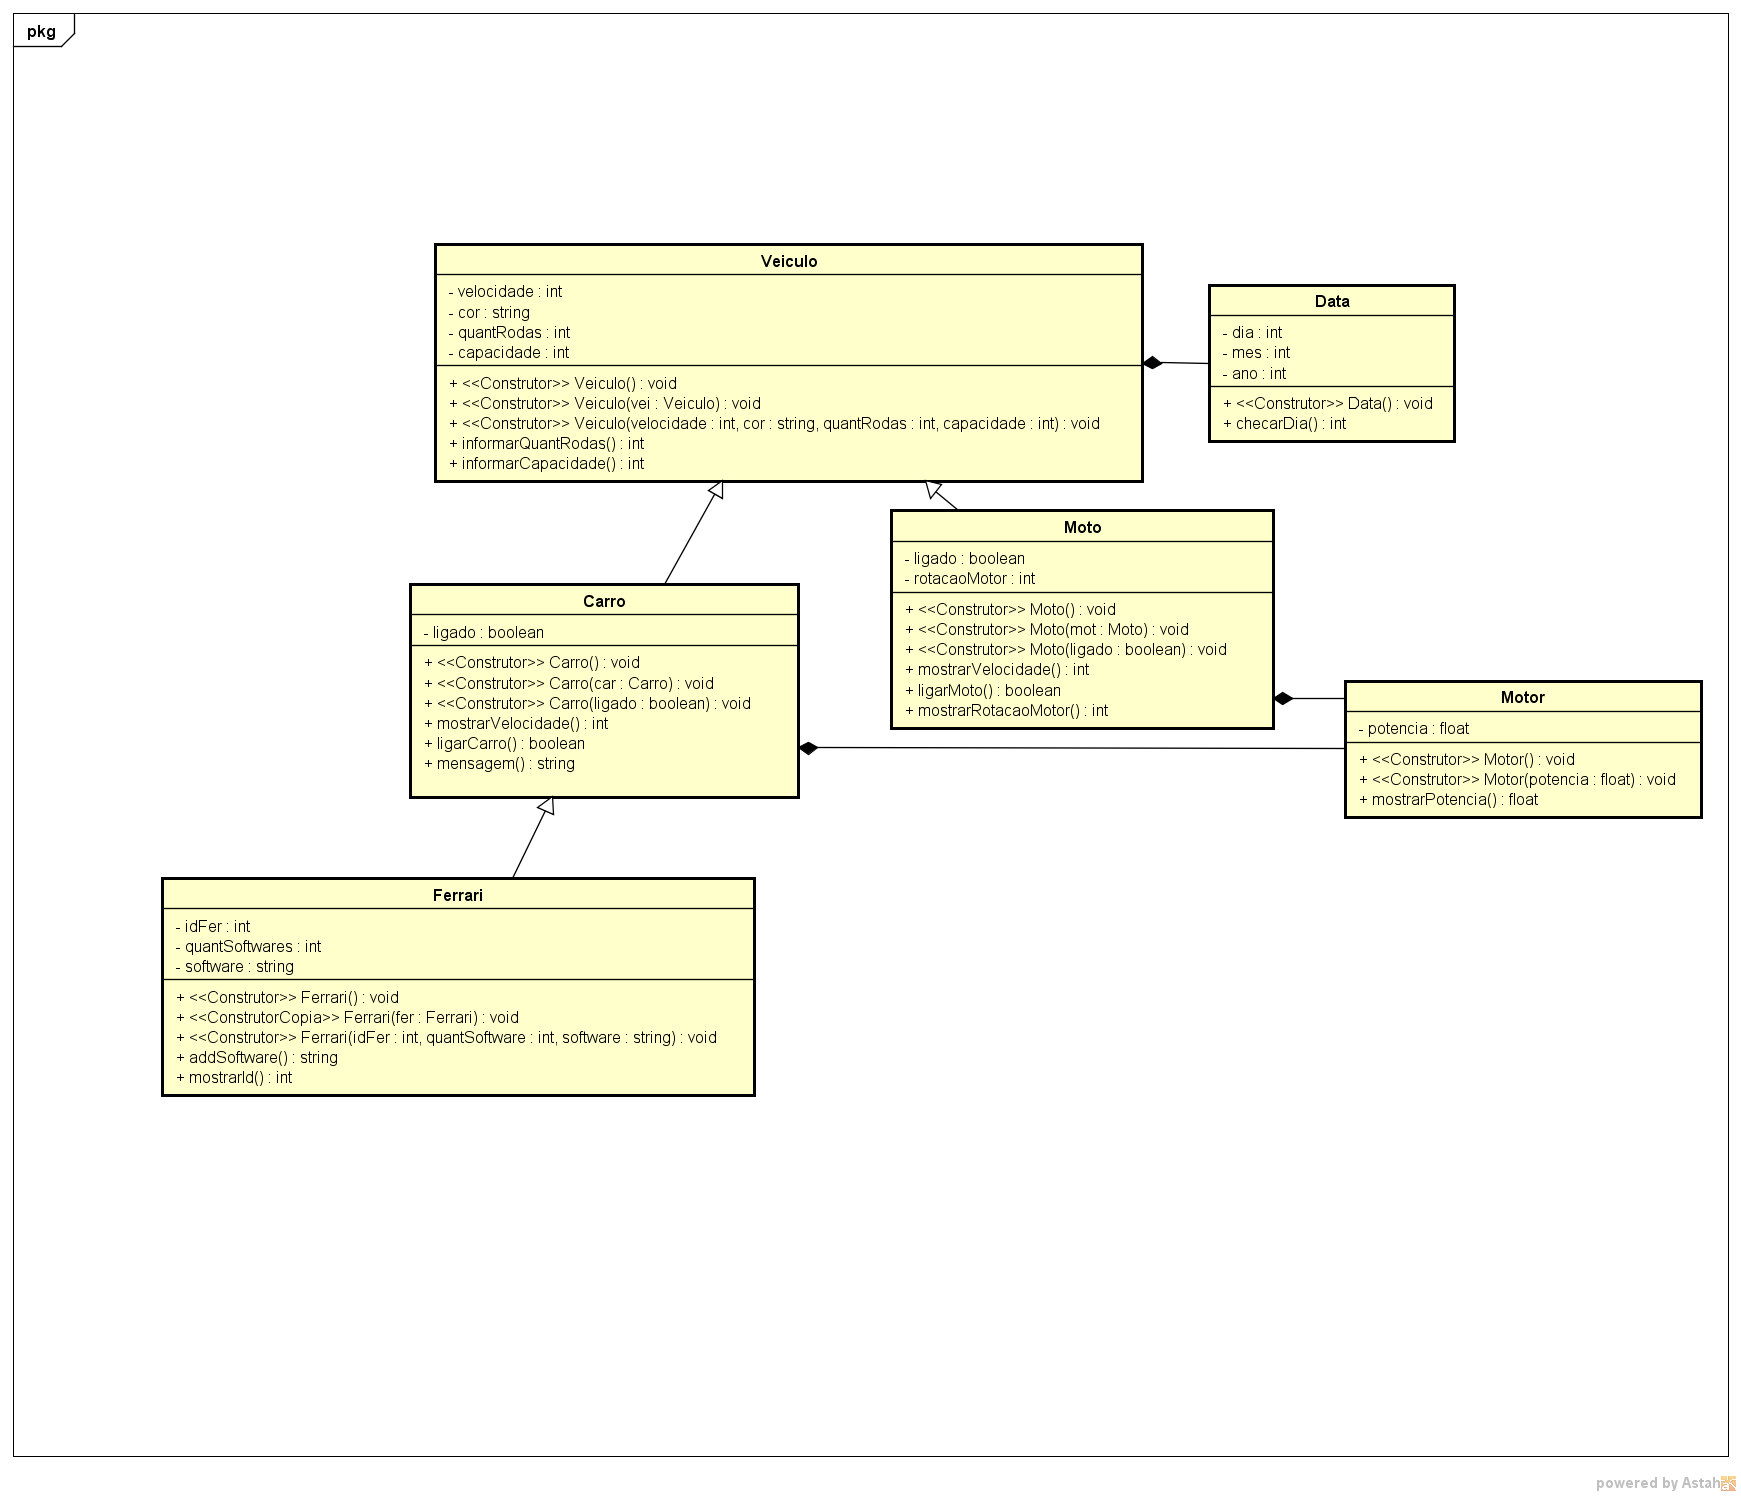 pkg
Veiculo
- velocidade : int
- cor : string
- quantRodas : int
- capacidade : int
+ <<Construtor>> Veiculo() : void
+ <<Construtor>> Veiculo(vei : Veiculo) : void
+ <<Construtor>> Veiculo(velocidade : int, cor : string, quantRodas : int, capacidade : int) : void
+ informarQuantRodas() : int
+ informarCapacidade() : int
Data
- dia : int
- mes : int
- ano : int
+ <<Construtor>> Data() : void
+ checarDia() : int
Moto
- ligado : boolean
- rotacaoMotor : int
+ <<Construtor>> Moto() : void
+ <<Construtor>> Moto(mot : Moto) : void
+ <<Construtor>> Moto(ligado : boolean) : void
+ mostrarVelocidade() : int
+ ligarMoto() : boolean
+ mostrarRotacaoMotor() : int
Carro
- ligado : boolean
+ <<Construtor>> Carro() : void
+ <<Construtor>> Carro(car : Carro) : void
+ <<Construtor>> Carro(ligado : boolean) : void
+ mostrarVelocidade() : int
+ ligarCarro() : boolean
+ mensagem() : string
Motor
- potencia : float
+ <<Construtor>> Motor() : void
+ <<Construtor>> Motor(potencia : float) : void
+ mostrarPotencia() : float
Ferrari
- idFer : int
- quantSoftwares : int
- software : string
+ <<Construtor>> Ferrari() : void
+ <<ConstrutorCopia>> Ferrari(fer : Ferrari) : void
+ <<Construtor>> Ferrari(idFer : int, quantSoftware : int, software : string) : void
+ addSoftware() : string
+ mostrarId() : int
powered by Astah